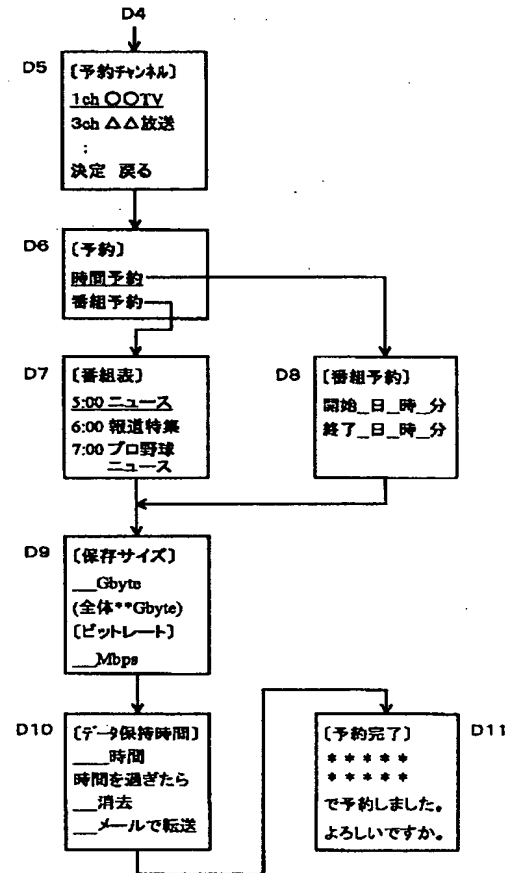 D4
D5
〔予約チャンネル〕
1ch 〇〇TV
3ch △△放送
:
決定 戻る
D6
〔予約〕
時間予約
番組予約
D7
〔番組表〕
5:00 ニュース
6:00 報道特集
7:00 プロ野球
ニュース
D8
〔番組予約〕
開始_日_時_分
終了_日_時_分
D9
〔保存サイズ〕
__Gbyte
(全体**Gbyte)
〔ビットレート〕
__Mbps
D10
〔データ保持時間〕
___時間
時間を過ぎたら
__消去
__メールで転送
D11
〔予約完了〕
* * * * *
* * * * *
で予約しました。
よろしいですか。